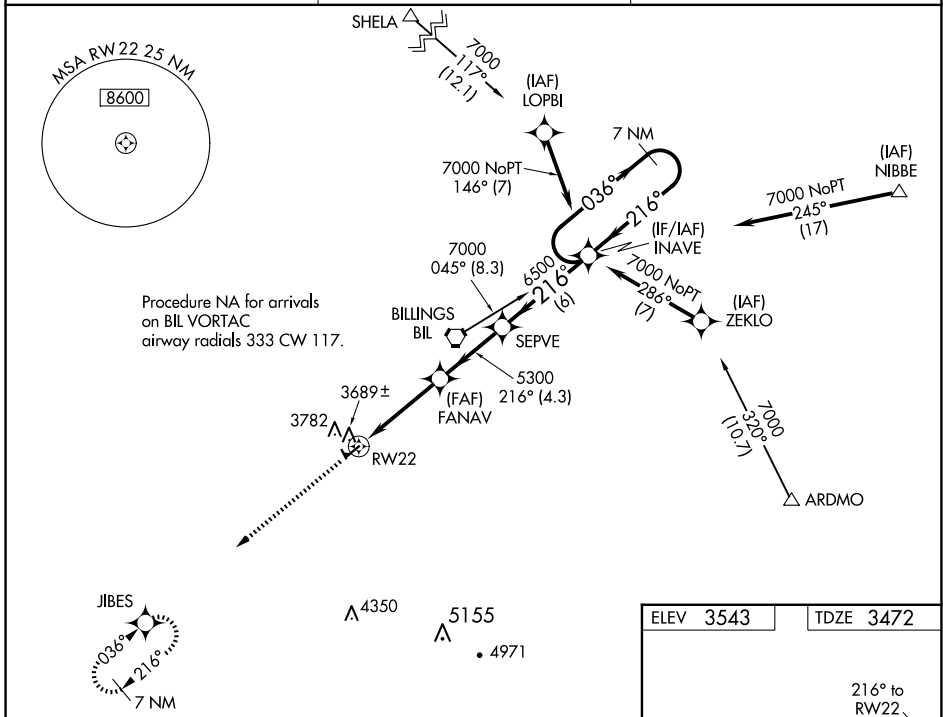 SHELA
7000
117°
(12.1)
MSA RW22 25 NM
8600
(IAF)
LOPBI
7 NM
7000 NoPT
146° (7)
036°
216°
(IAF)
NIBBE
7000 NoPT
245°
(17)
(IF/IAF)
INAVE
7000
045° (8.3)
6500
216°
(6)
7000 NoPT
286°
(7)
(IAF)
ZEKLO
Procedure NA for arrivals
on BIL VORTAC
airway radials 333 CW 117.
BILLINGS
BIL
SEPVE
5300
216° (4.3)
(FAF)
FANAV
3689±
3782
RW22
7000
320°
(10.7)
ARDMO
JIBES
036°
216°
7 NM
4350
5155
4971
ELEV 3543
TDZE 3472
216° to
RW22